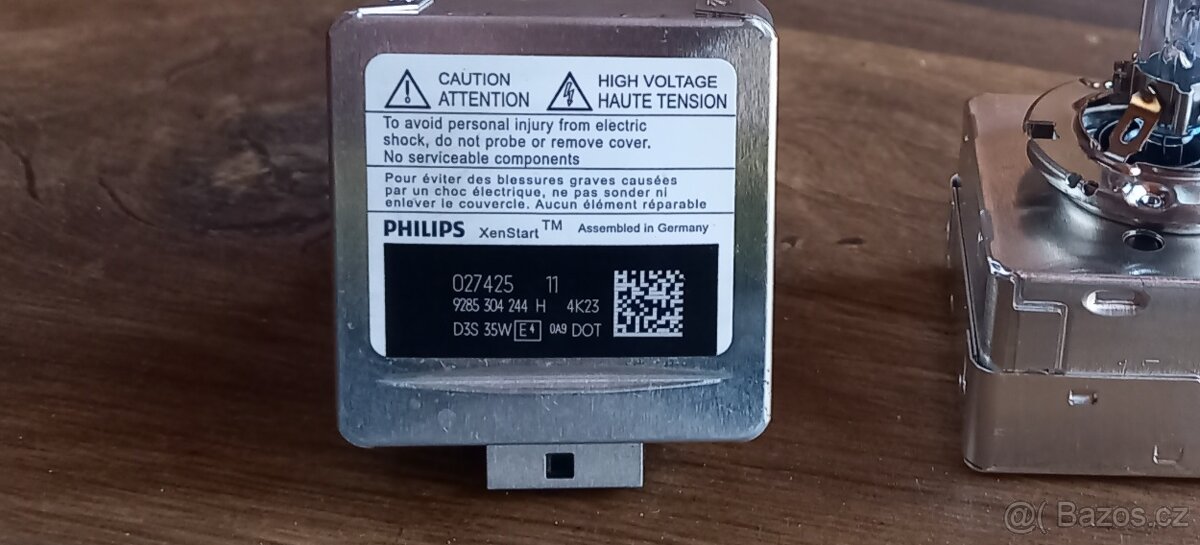 CAUTION
ATTENTION
HIGH VOLTAGE
HAUTE TENSION
To avoid personal injury from electric
shock, do not probe or remove cover.
No serviceable components
Pour éviter des blessures graves causées
par un choc électrique, ne pas sonder ni
enlever le couvercle. Aucun élément réparable
PHILIPS XenStart™ Assembled in Germany
027425 11
9285 304 244 H 4K23
D3S 35W E4 0A9 DOT
@( Bazos.cz